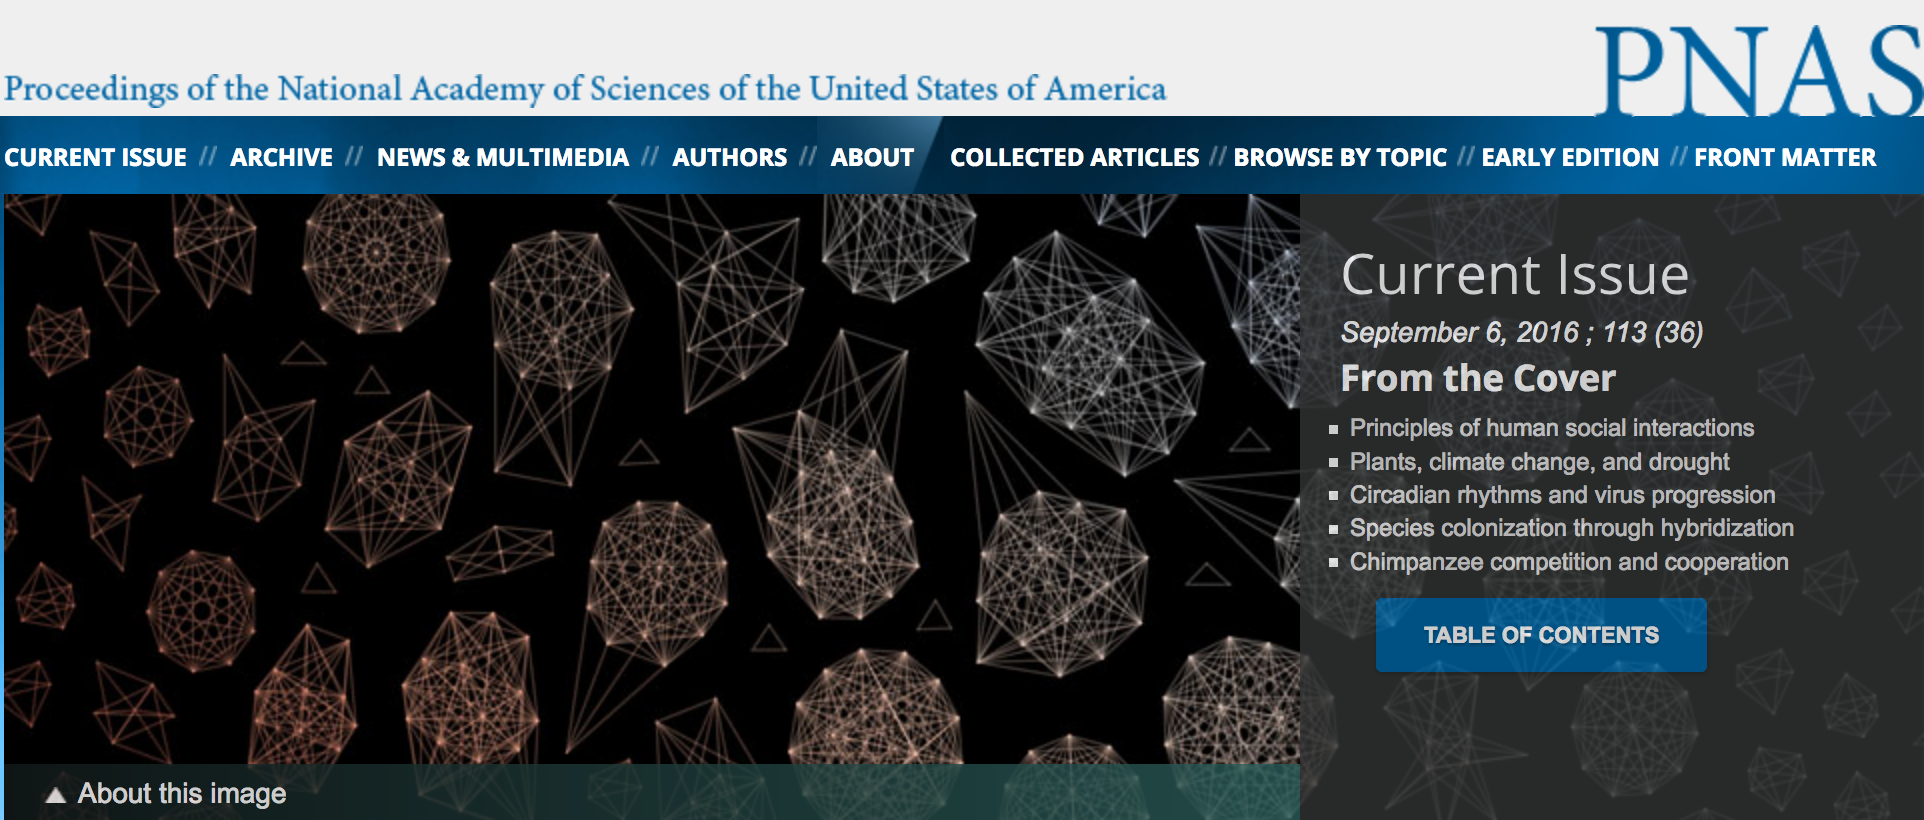 Proceedings of the National Academy of Sciences of the United States of America
PNAS
CURRENT ISSUE // ARCHIVE // NEWS & MULTIMEDIA // AUTHORS // ABOUT
COLLECTED ARTICLES // BROWSE BY TOPIC // EARLY EDITION // FRONT MATTER
Current Issue
September 6, 2016 ; 113 (36)
From the Cover
Principles of human social interactions
Plants, climate change, and drought
Circadian rhythms and virus progression
Species colonization through hybridization
Chimpanzee competition and cooperation
TABLE OF CONTENTS
About this image